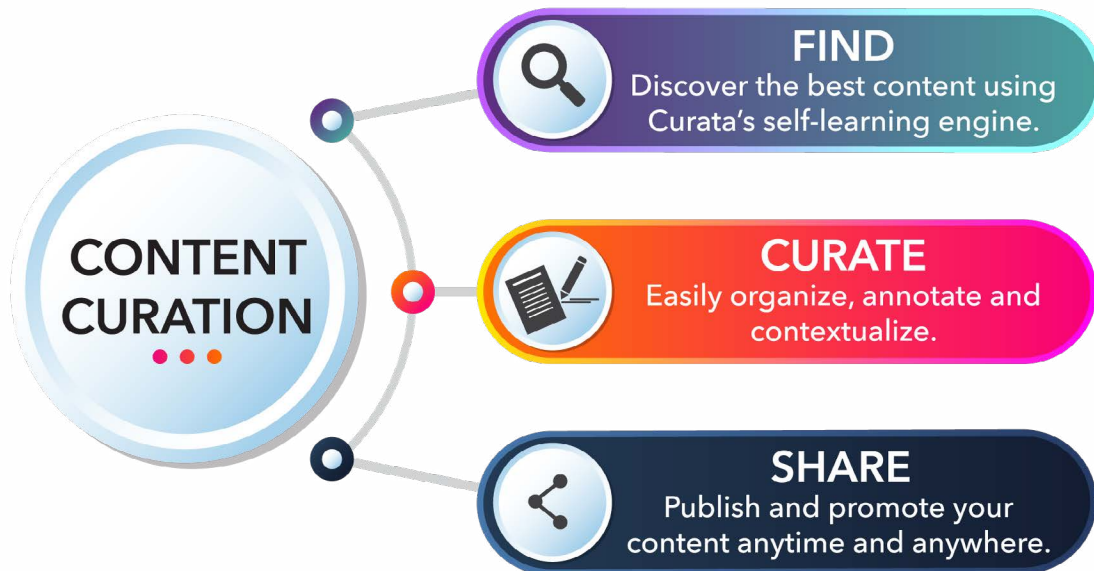 CONTENT
CURATION
FIND
Discover the best content using
Curata's self-learning engine.
CURATE
Easily organize, annotate and
contextualize.
SHARE
Publish and promote your
content anytime and anywhere.